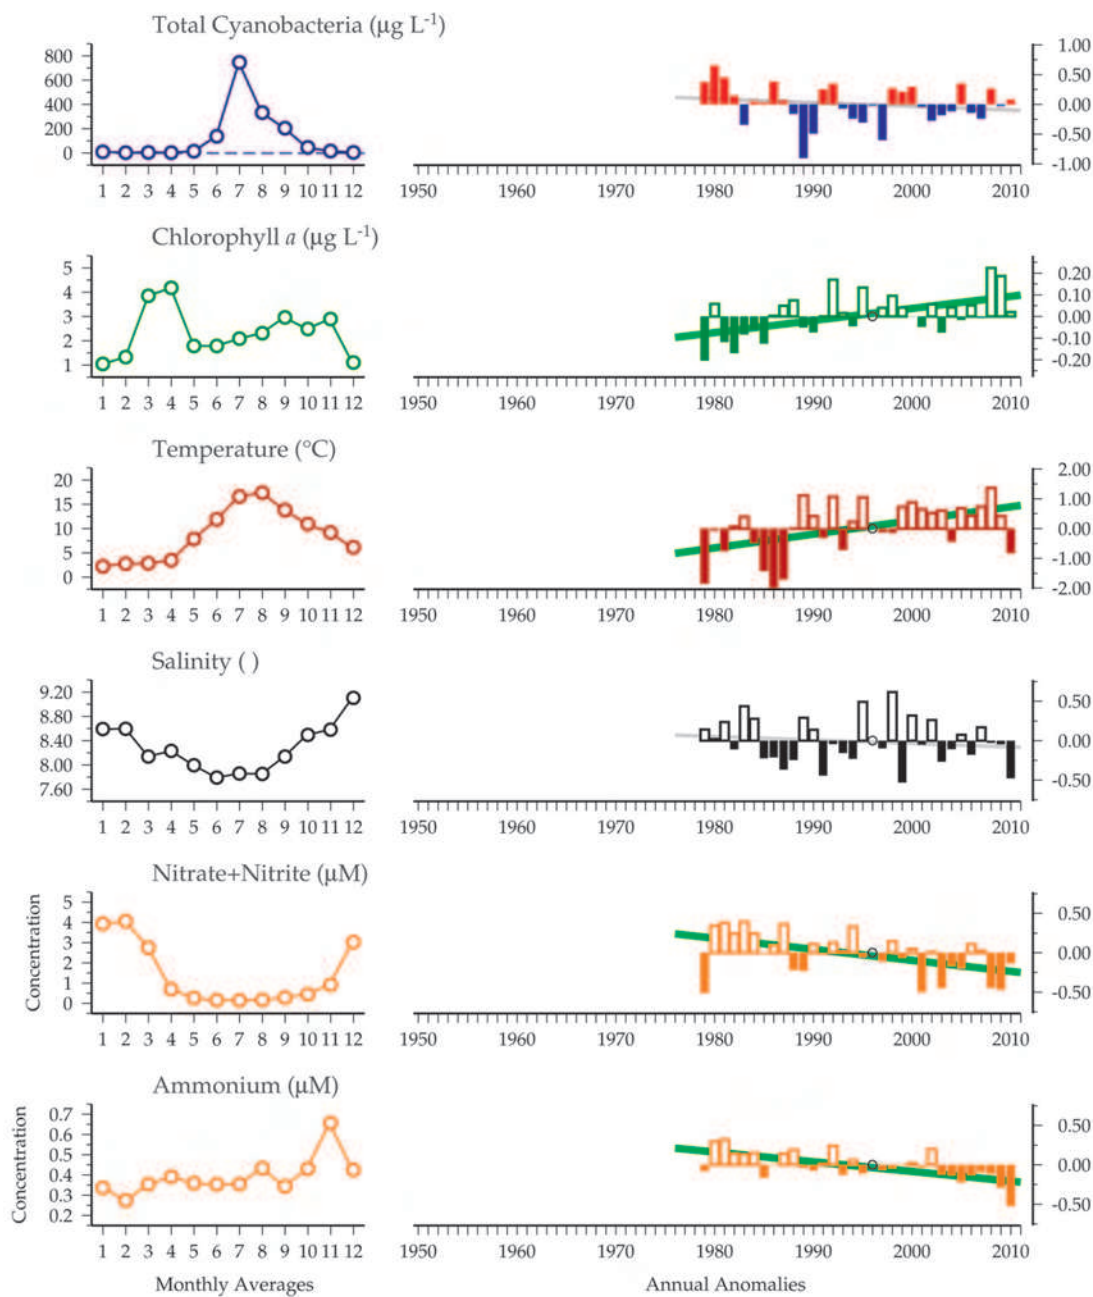 Total Cyanobacteria (µg L-1)
800
600
400
200
0
1 2 3 4 5 6 7 8 9 10 11 12
1.00
0.50
0.00
-0.50
-1.00
1950 1960 1970 1980 1990 2000 2010
Chlorophyll a (µg L-1)
5
4
3
2
1
1 2 3 4 5 6 7 8 9 10 11 12
0.20
0.10
0.00
-0.10
-0.20
1950 1960 1970 1980 1990 2000 2010
Temperature (°C)
20
15
10
5
0
1 2 3 4 5 6 7 8 9 10 11 12
2.00
1.00
0.00
-1.00
-2.00
1950 1960 1970 1980 1990 2000 2010
Salinity ( )
9.20
8.80
8.40
8.00
7.60
1 2 3 4 5 6 7 8 9 10 11 12
0.50
0.00
-0.50
1950 1960 1970 1980 1990 2000 2010
Nitrate+Nitrite (µM)
Concentration
5
4
3
2
1
0
1 2 3 4 5 6 7 8 9 10 11 12
0.50
0.00
-0.50
1950 1960 1970 1980 1990 2000 2010
Ammonium (µM)
Concentration
0.7
0.6
0.5
0.4
0.3
0.2
1 2 3 4 5 6 7 8 9 10 11 12
0.50
0.00
-0.50
1950 1960 1970 1980 1990 2000 2010
Monthly Averages
Annual Anomalies